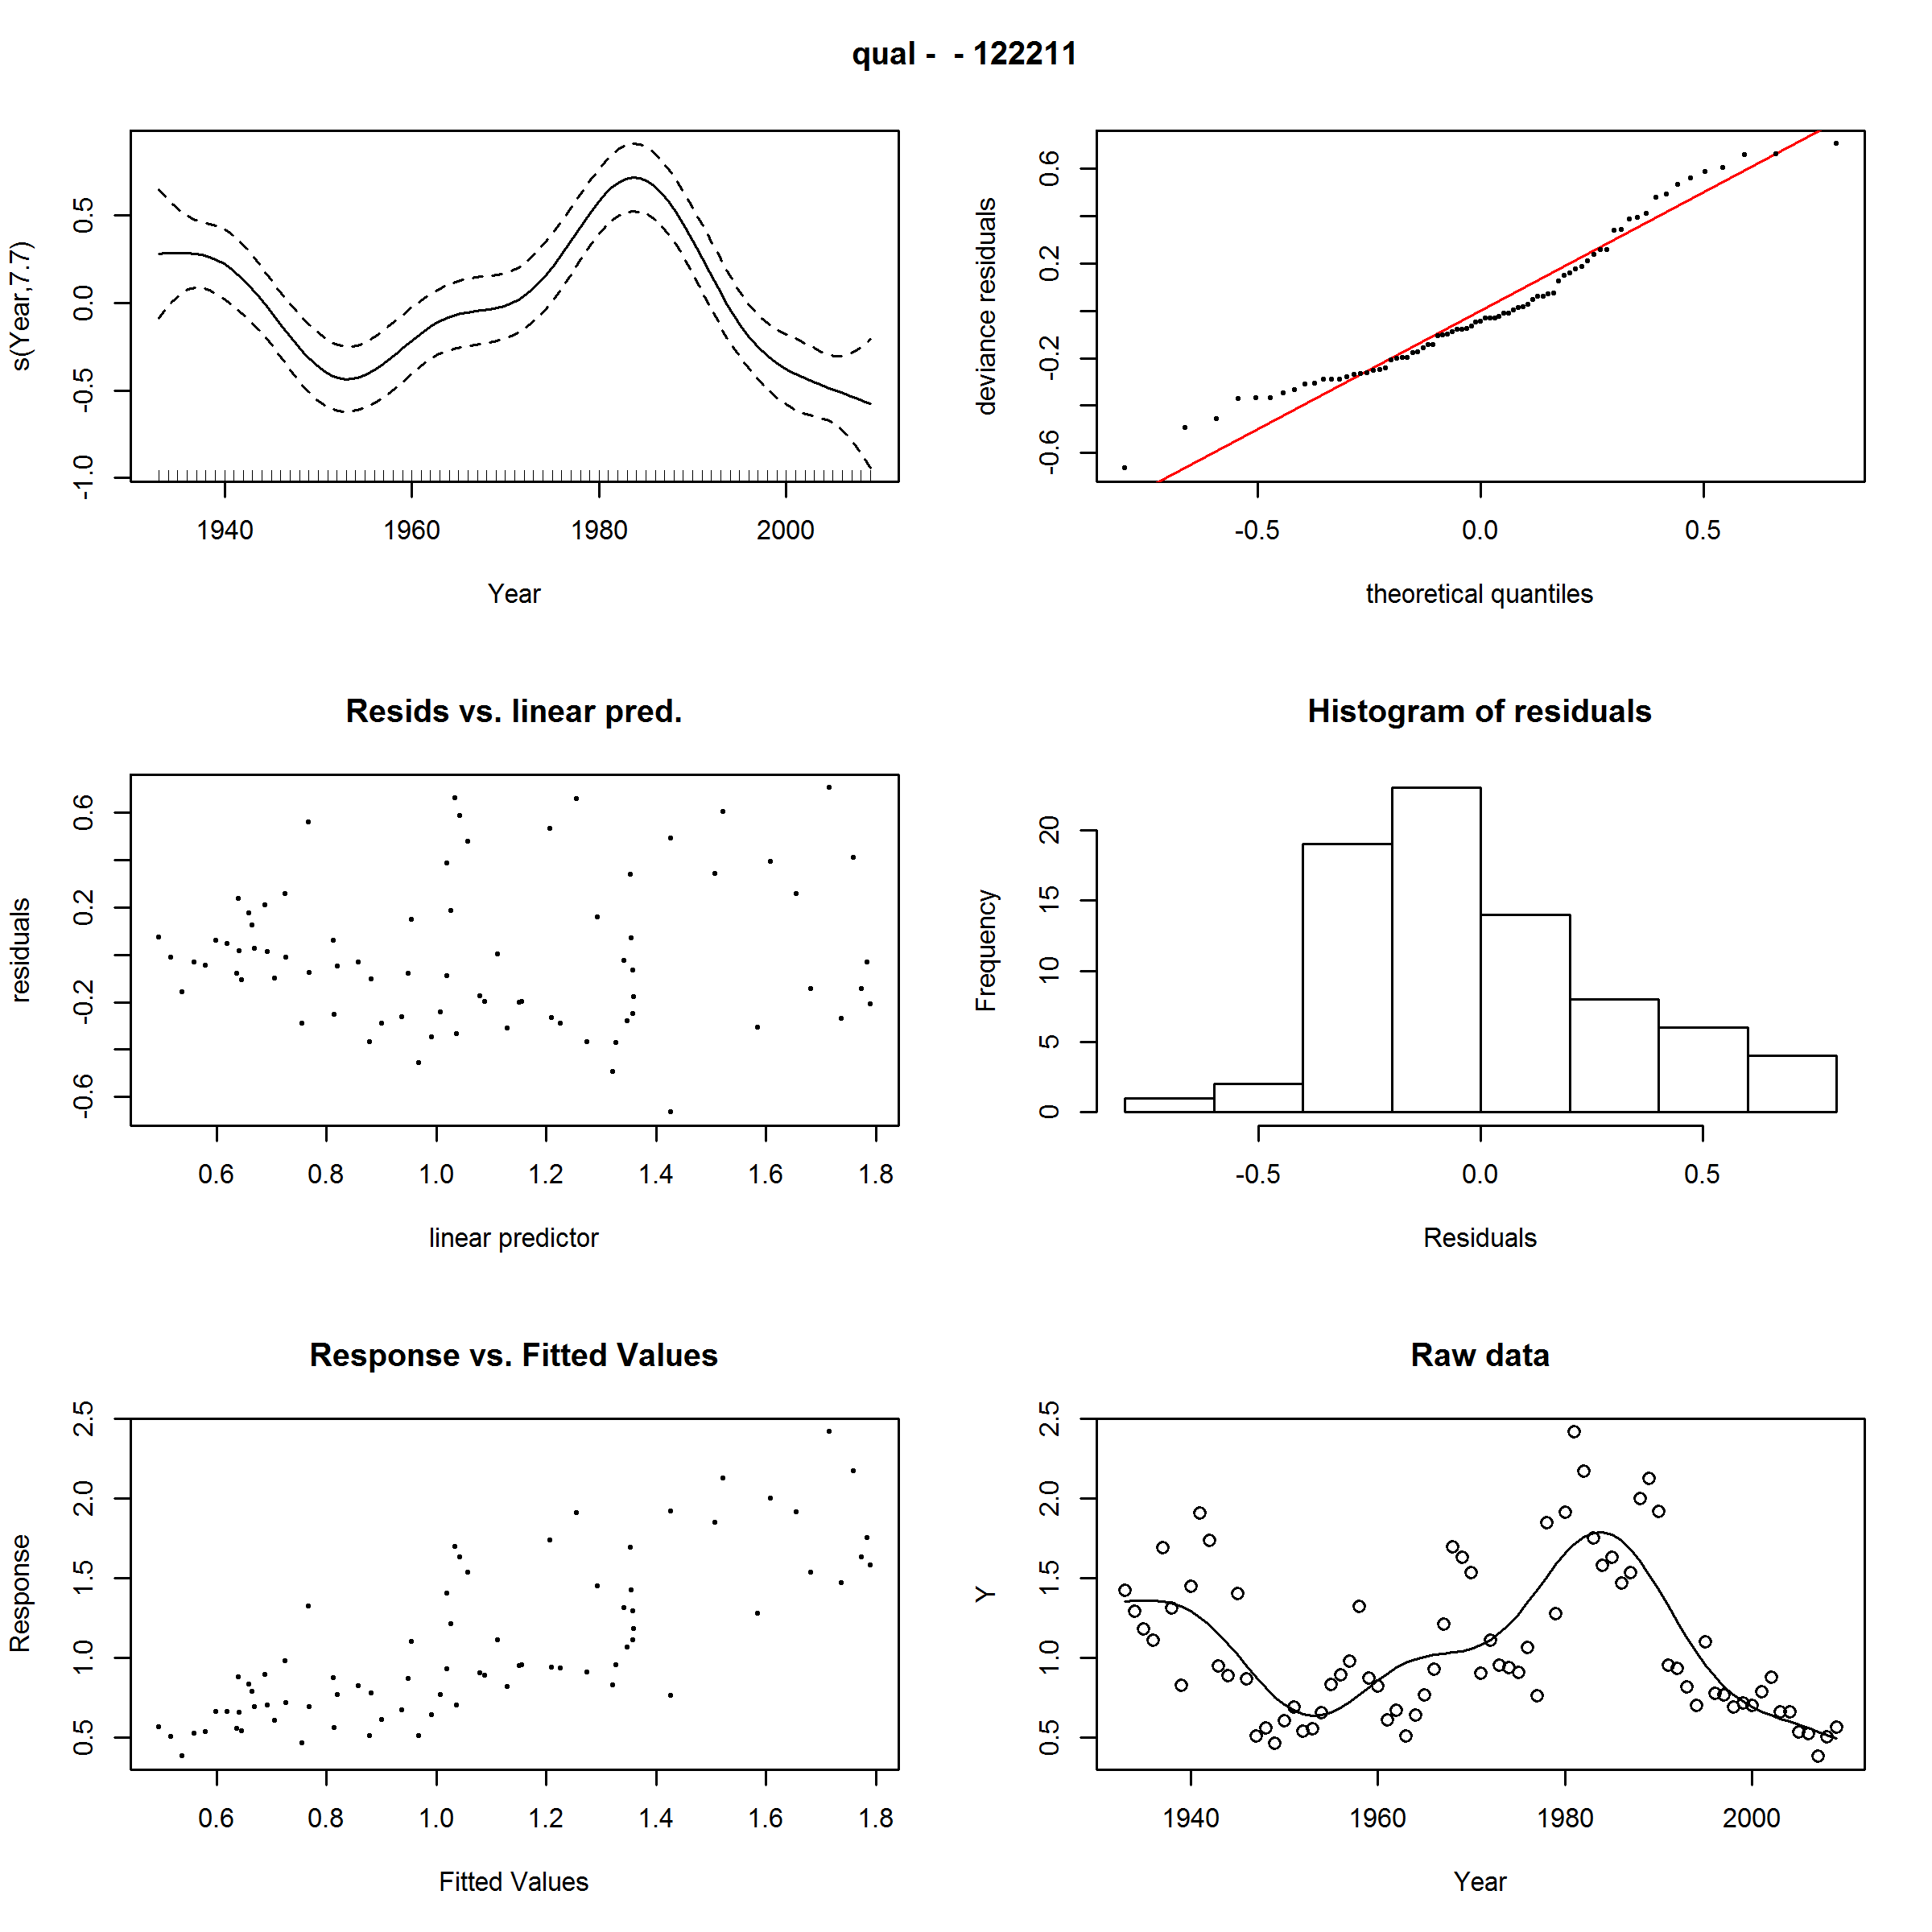 qual -  - 122211
s(Year,7.7)
-1.0 -0.5 0.0 0.5
1940 1960 1980 2000
Year
deviance residuals
-0.6 -0.2 0.2 0.6
-0.5 0.0 0.5
theoretical quantiles
Resids vs. linear pred.
residuals
-0.6 -0.2 0.2 0.6
0.6 0.8 1.0 1.2 1.4 1.6 1.8
linear predictor
Histogram of residuals
Frequency
0 5 10 15 20
-0.5 0.0 0.5
Residuals
Response vs. Fitted Values
Response
0.5 1.0 1.5 2.0 2.5
0.6 0.8 1.0 1.2 1.4 1.6 1.8
Fitted Values
Raw data
Y
0.5 1.0 1.5 2.0 2.5
1940 1960 1980 2000
Year